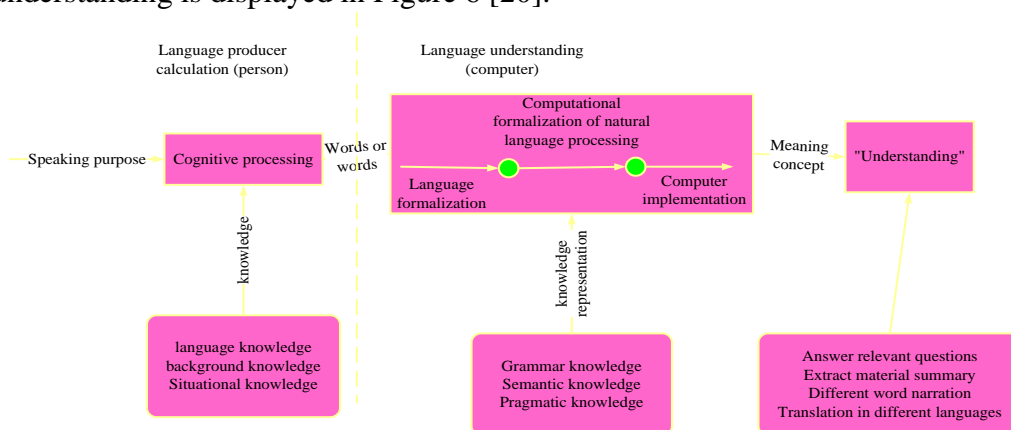 understanding is displayed in Figure 6 [20].
Language producer
calculation (person)
Language understanding
(computer)
Speaking purpose
Cognitive processing
Words or
words
Computational
formalization of natural
language processing
Language
formalization
Computer
implementation
Meaning
concept
"Understanding"
knowledge
knowledge
representation
language knowledge
background knowledge
Situational knowledge
Grammar knowledge
Semantic knowledge
Pragmatic knowledge
Answer relevant questions
Extract material summary
Different word narration
Translation in different languages